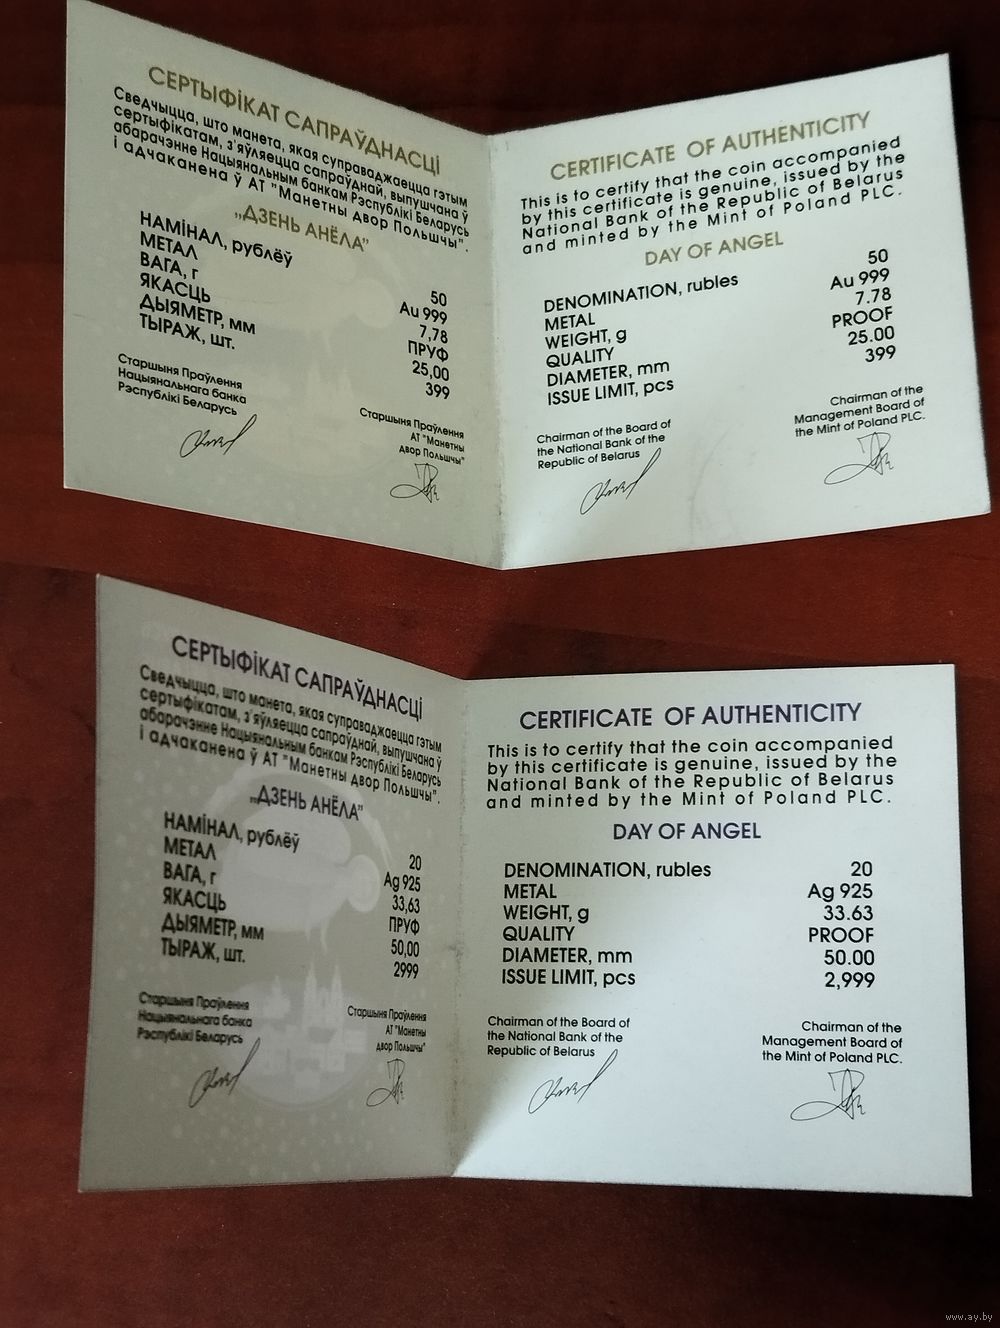 СЕРТЫФІКАТ САПРАЎДНАСЦІ
Сведчыцца, што манета, якая суправаджаецца гэтым
сертыфікатам, з'яўляецца сапраўднай, выпушчана ў
абарачэнне Нацыянальным банкам Рэспублікі Беларусь
і адчаканена ў АТ "Манетны двор Польшчы".
„ДЗЕНЬ АНЁЛА”
НАМІНАЛ, рублёў 50
МЕТАЛ Au 999
ВАГА, г 7,78
ЯКАСЦЬ ПРУФ
ДЫЯМЕТР, мм 25,00
ТЫРАЖ, шт. 399
Старшыня Праўлення
Нацыянальнага банка
Рэспублікі Беларусь
Старшыня Праўлення
АТ "Манетны
двор Польшчы"
CERTIFICATE OF AUTHENTICITY
This is to certify that the coin accompanied
by this certificate is genuine, issued by the
National Bank of the Republic of Belarus
and minted by the Mint of Poland PLC.
DAY OF ANGEL
DENOMINATION, rubles 50
METAL Au 999
WEIGHT, g 7.78
QUALITY PROOF
DIAMETER, mm 25.00
ISSUE LIMIT, pcs 399
Chairman of the Board of
the National Bank of the
Republic of Belarus
Chairman of the
Management Board of
the Mint of Poland PLC.
СЕРТЫФІКАТ САПРАЎДНАСЦІ
Сведчыцца, што манета, якая суправаджаецца гэтым
сертыфікатам, з'яўляецца сапраўднай, выпушчана ў
абарачэнне Нацыянальным банкам Рэспублікі Беларусь
і адчаканена ў АТ "Манетны двор Польшчы".
„ДЗЕНЬ АНЁЛА”
НАМІНАЛ, рублёў 20
МЕТАЛ Ag 925
ВАГА, г 33,63
ЯКАСЦЬ ПРУФ
ДЫЯМЕТР, мм 50,00
ТЫРАЖ, шт. 2999
Старшыня Праўлення
Нацыянальнага банка
Рэспублікі Беларусь
Старшыня Праўлення
АТ "Манетны
двор Польшчы"
CERTIFICATE OF AUTHENTICITY
This is to certify that the coin accompanied
by this certificate is genuine, issued by the
National Bank of the Republic of Belarus
and minted by the Mint of Poland PLC.
DAY OF ANGEL
DENOMINATION, rubles 20
METAL Ag 925
WEIGHT, g 33.63
QUALITY PROOF
DIAMETER, mm 50.00
ISSUE LIMIT, pcs 2,999
Chairman of the Board of
the National Bank of the
Republic of Belarus
Chairman of the
Management Board of
the Mint of Poland PLC.
www.ay.by